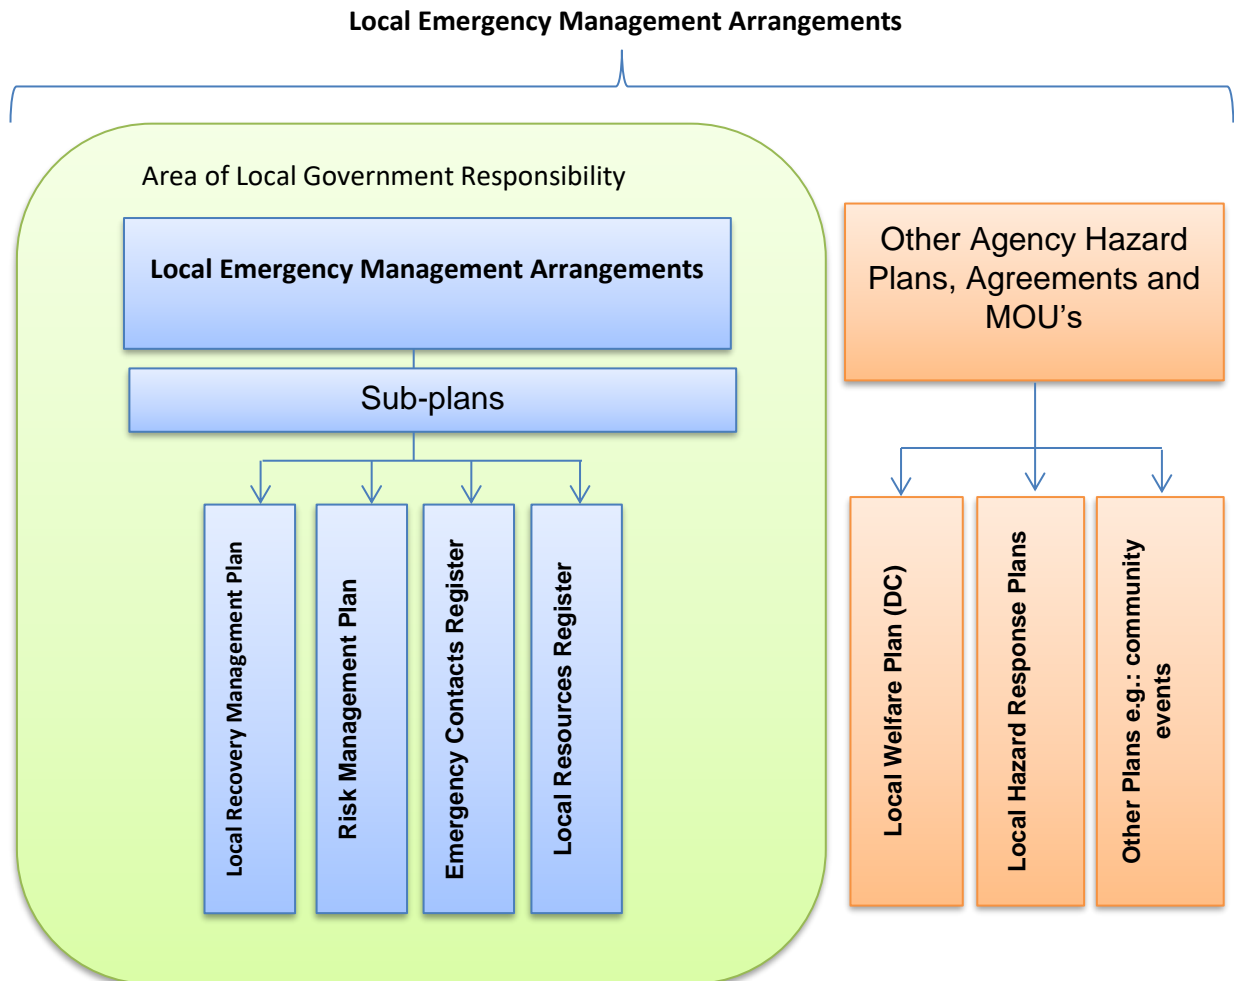 Local Emergency Management Arrangements
Area of Local Government Responsibility
Local Emergency Management Arrangements
Sub-plans
Local Recovery Management Plan
Risk Management Plan
Emergency Contacts Register
Local Resources Register
Other Agency Hazard
Plans, Agreements and
MOU’s
Local Welfare Plan (DC)
Local Hazard Response Plans
Other Plans e.g.: community
events